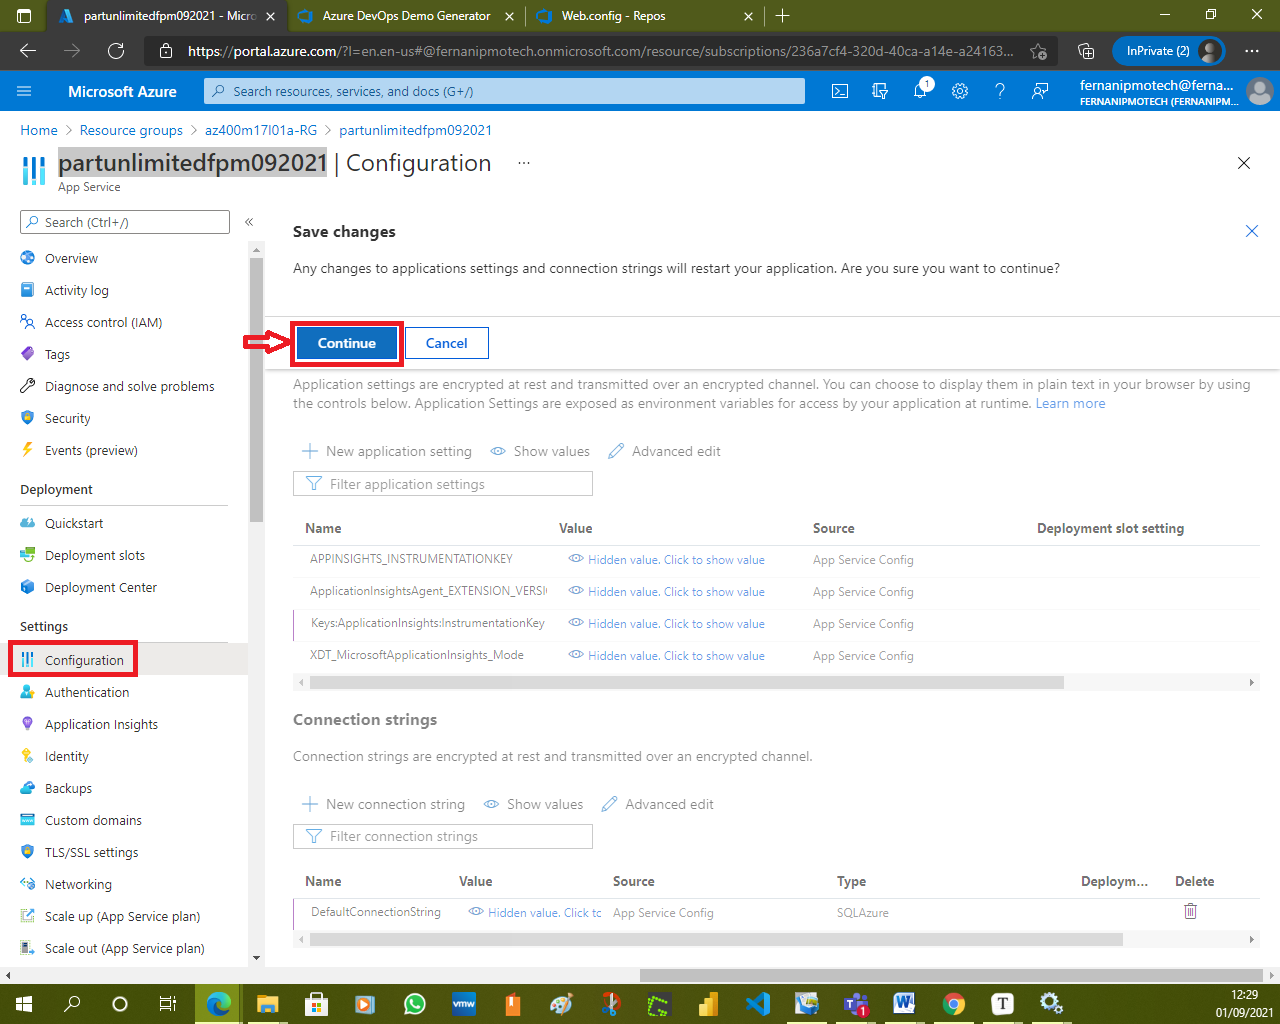 partunlimitedfpm092021 - Micro
Azure DevOps Demo Generator
Web.config - Repos
https://portal.azure.com/?l=en.en-us#@fernanipmotech.onmicrosoft.com/resource/subscriptions/236a7cf4-320d-40ca-a14e-a24163...
InPrivate (2)
Microsoft Azure
Search resources, services, and docs (G+/)
1
fernanipmotech@ferna...
FERNANIPMOTECH (FERNANIPM...
Home > Resource groups > az400m17l01a-RG > partunlimitedfpm092021
partunlimitedfpm092021 | Configuration ...
App Service
Search (Ctrl+/)
«
Overview
Activity log
Access control (IAM)
Tags
Diagnose and solve problems
Security
Events (preview)
Deployment
Quickstart
Deployment slots
Deployment Center
Settings
Configuration
Authentication
Application Insights
Identity
Backups
Custom domains
TLS/SSL settings
Networking
Scale up (App Service plan)
Scale out (App Service plan)
Save changes
Any changes to applications settings and connection strings will restart your application. Are you sure you want to continue?
Continue
Cancel
Application settings are encrypted at rest and transmitted over an encrypted channel. You can choose to display them in plain text in your browser by using
the controls below. Application Settings are exposed as environment variables for access by your application at runtime. Learn more
New application setting Show values Advanced edit
Filter application settings
Name Value Source Deployment slot setting
APPINSIGHTS_INSTRUMENTATIONKEY Hidden value. Click to show value App Service Config
ApplicationInsightsAgent_EXTENSION_VERSI Hidden value. Click to show value App Service Config
Keys:ApplicationInsights:InstrumentationKey Hidden value. Click to show value App Service Config
XDT_MicrosoftApplicationInsights_Mode Hidden value. Click to show value App Service Config
Connection strings
Connection strings are encrypted at rest and transmitted over an encrypted channel.
New connection string Show values Advanced edit
Filter connection strings
Name Value Source Type Deploym... Delete
DefaultConnectionString Hidden value. Click tc App Service Config SQLAzure
vmw
1
W
T
12:29
01/09/2021